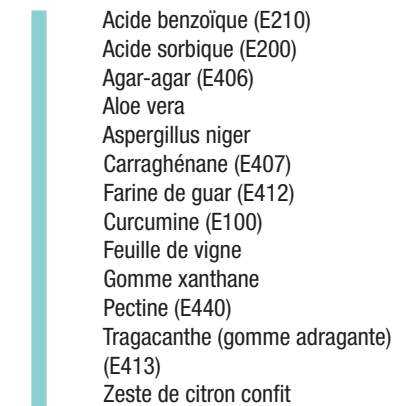 Acide benzoïque (E210)
Acide sorbique (E200)
Agar-agar (E406)
Aloe vera
Aspergillus niger
Carraghénane (E407)
Farine de guar (E412)
Curcumine (E100)
Feuille de vigne
Gomme xanthane
Pectine (E440)
Tragacanthe (gomme adragante)
(E413)
Zeste de citron confit